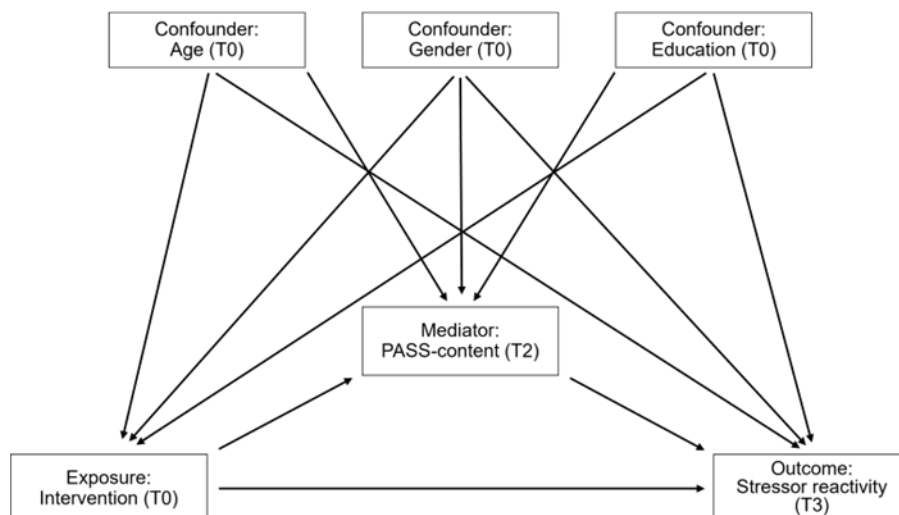 Confounder:
Age (T0)
Confounder:
Gender (T0)
Confounder:
Education (T0)
Mediator:
PASS-content (T2)
Exposure:
Intervention (T0)
Outcome:
Stressor reactivity
(T3)